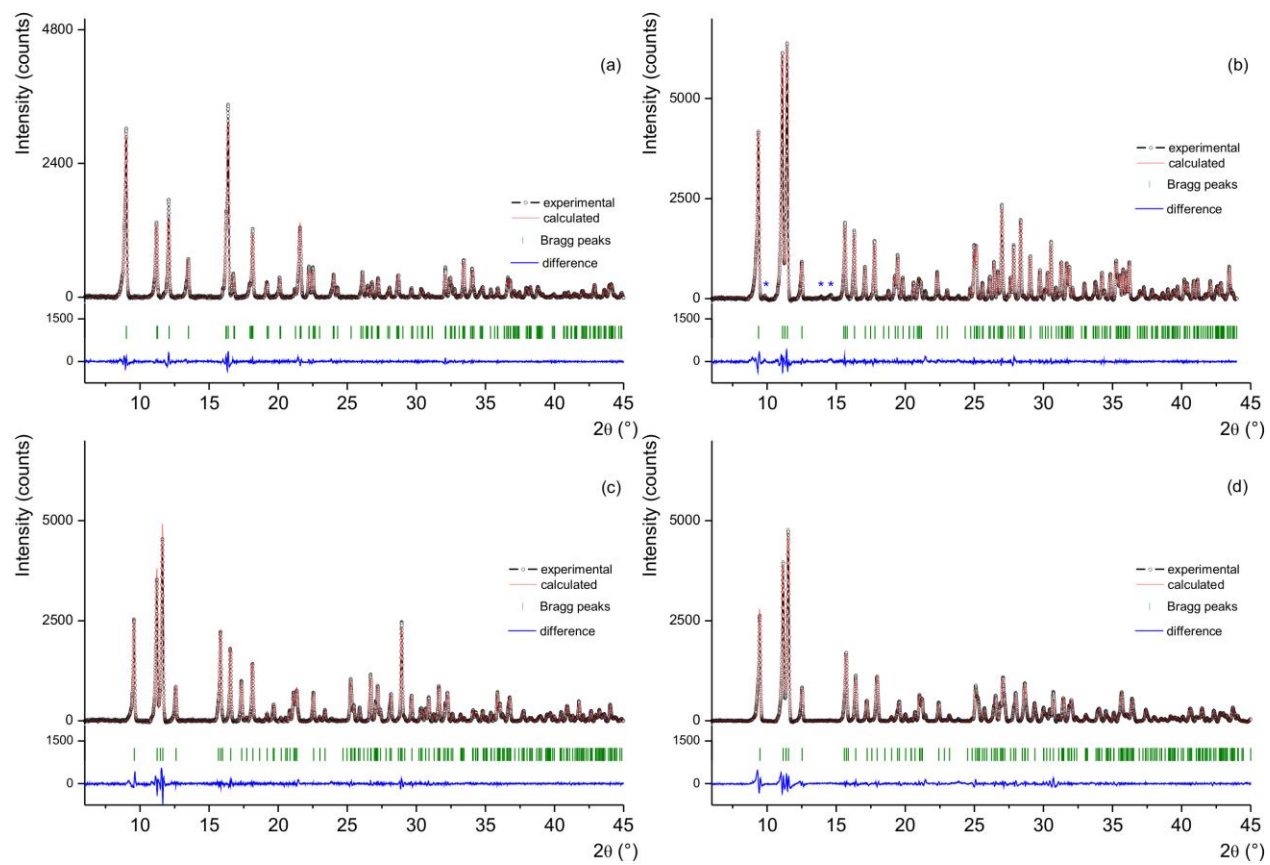 Intensity (counts)
4800
2400
0
1500
0
(a)
experimental
calculated
Bragg peaks
difference
10 15 20 25 30 35 40 45
2θ (°)
Intensity (counts)
5000
2500
0
1500
0
(b)
experimental
calculated
Bragg peaks
difference
* * *
10 15 20 25 30 35 40 45
2θ (°)
Intensity (counts)
5000
2500
0
1500
0
(c)
experimental
calculated
Bragg peaks
difference
10 15 20 25 30 35 40 45
2θ (°)
Intensity (counts)
5000
2500
0
1500
0
(d)
experimental
calculated
Bragg peaks
difference
10 15 20 25 30 35 40 45
2θ (°)